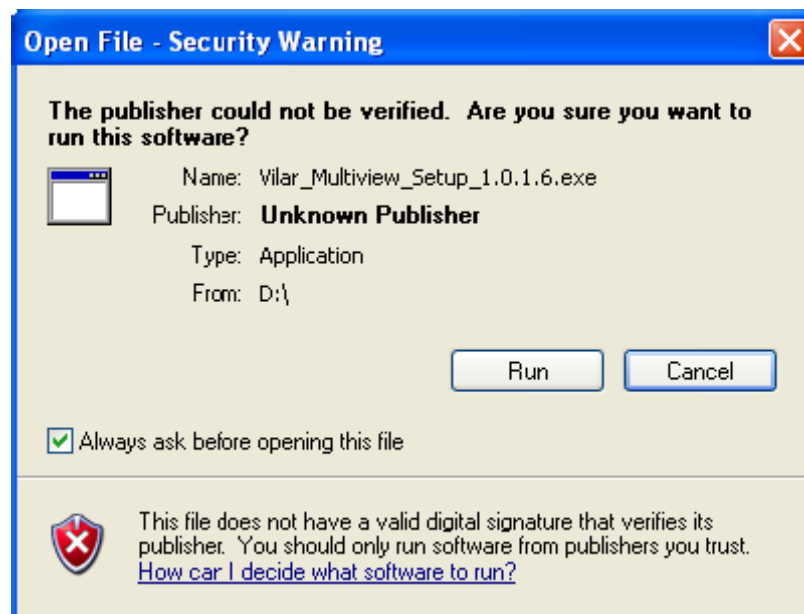 Open File - Security Warning
The publisher could not be verified. Are you sure you want to
run this software?
Name: Vilar_Multiview_Setup_1.0.1.6.exe
Publisher: Unknown Publisher
Type: Application
From: D:\
Run Cancel
Always ask before opening this file
This file does not have a valid digital signature that verifies its
publisher. You should only run software from publishers you trust.
How can I decide what software to run?